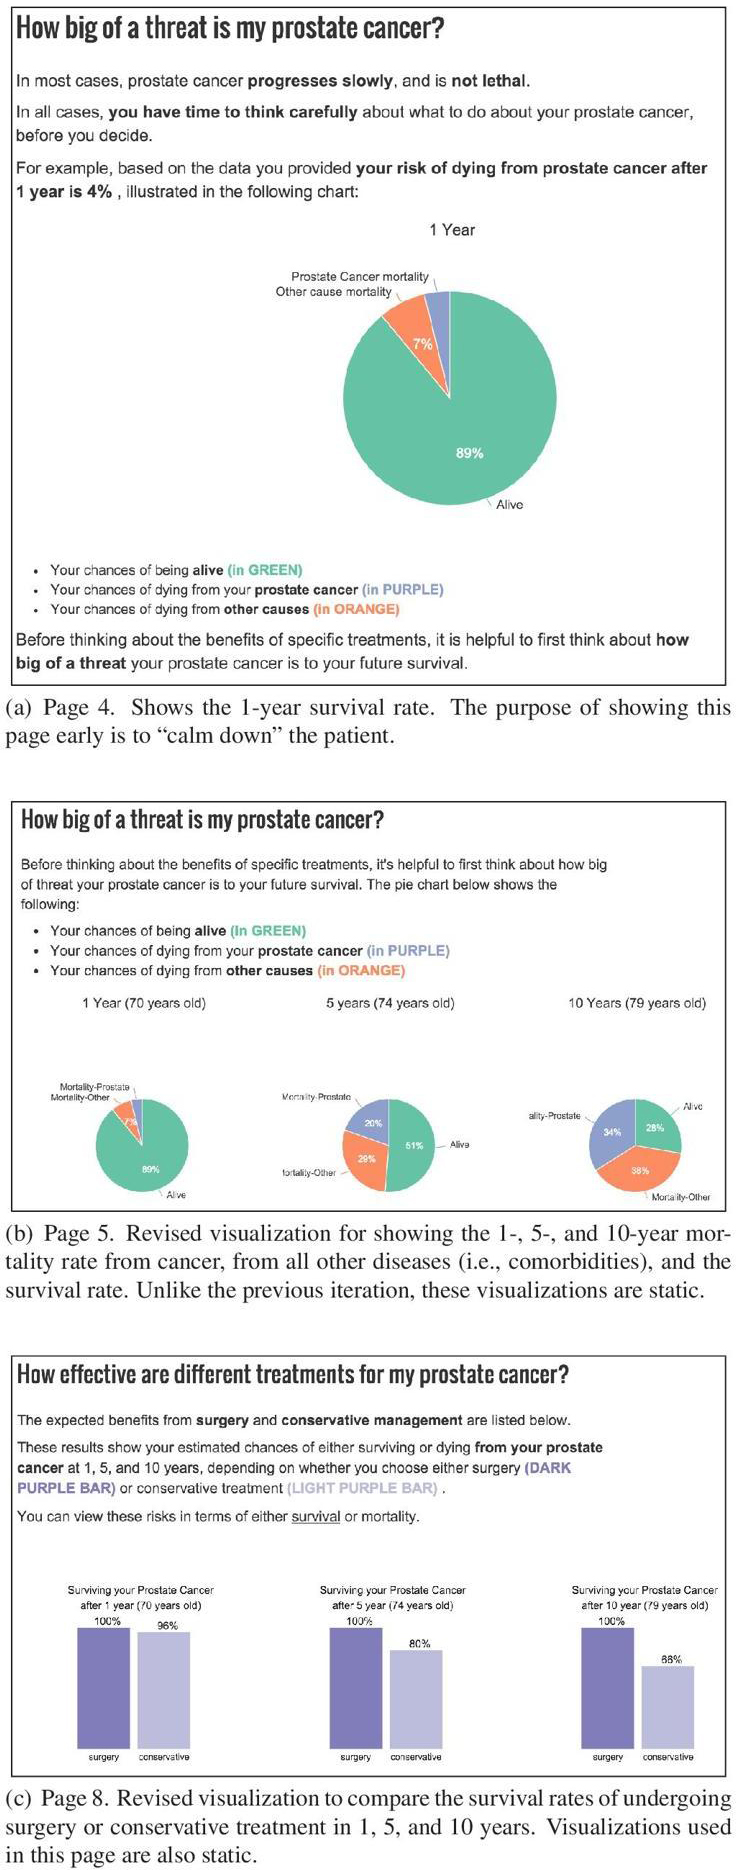 How big of a threat is my prostate cancer?
In most cases, prostate cancer progresses slowly, and is not lethal.
In all cases, you have time to think carefully about what to do about your prostate cancer,
before you decide.
For example, based on the data you provided your risk of dying from prostate cancer after
1 year is 4% , illustrated in the following chart:
1 Year
Prostate Cancer mortality
Other cause mortality
7%
89%
Alive
• Your chances of being alive (in GREEN)
• Your chances of dying from your prostate cancer (in PURPLE)
• Your chances of dying from other causes (in ORANGE)
Before thinking about the benefits of specific treatments, it is helpful to first think about how
big of a threat your prostate cancer is to your future survival.
(a) Page 4. Shows the 1-year survival rate. The purpose of showing this
page early is to “calm down” the patient.
How big of a threat is my prostate cancer?
Before thinking about the benefits of specific treatments, it's helpful to first think about how big
of threat your prostate cancer is to your future survival. The pie chart below shows the
following:
• Your chances of being alive (In GREEN)
• Your chances of dying from your prostate cancer (in PURPLE)
• Your chances of dying from other causes (in ORANGE)
1 Year (70 years old) 5 years (74 years old) 10 Years (79 years old)
Mortality-Prostate
Mortality-Other
7%
89%
Alive
Mortality-Prostate
20%
51%
Alive
29%
fortality-Other
ality-Prostate
34%
28%
Alive
38%
Mortality-Other
(b) Page 5. Revised visualization for showing the 1-, 5-, and 10-year mor-
tality rate from cancer, from all other diseases (i.e., comorbidities), and the
survival rate. Unlike the previous iteration, these visualizations are static.
How effective are different treatments for my prostate cancer?
The expected benefits from surgery and conservative management are listed below.
These results show your estimated chances of either surviving or dying from your prostate
cancer at 1, 5, and 10 years, depending on whether you choose either surgery (DARK
PURPLE BAR) or conservative treatment (LIGHT PURPLE BAR) .
You can view these risks in terms of either survival or mortality.
Surviving your Prostate Cancer
after 1 year (70 years old)
100%
96%
surgery conservative
Surviving your Prostate Cancer
after 5 year (74 years old)
100%
80%
surgery conservative
Surviving your Prostate Cancer
after 10 year (79 years old)
100%
66%
surgery conservative
(c) Page 8. Revised visualization to compare the survival rates of undergoing
surgery or conservative treatment in 1, 5, and 10 years. Visualizations used
in this page are also static.